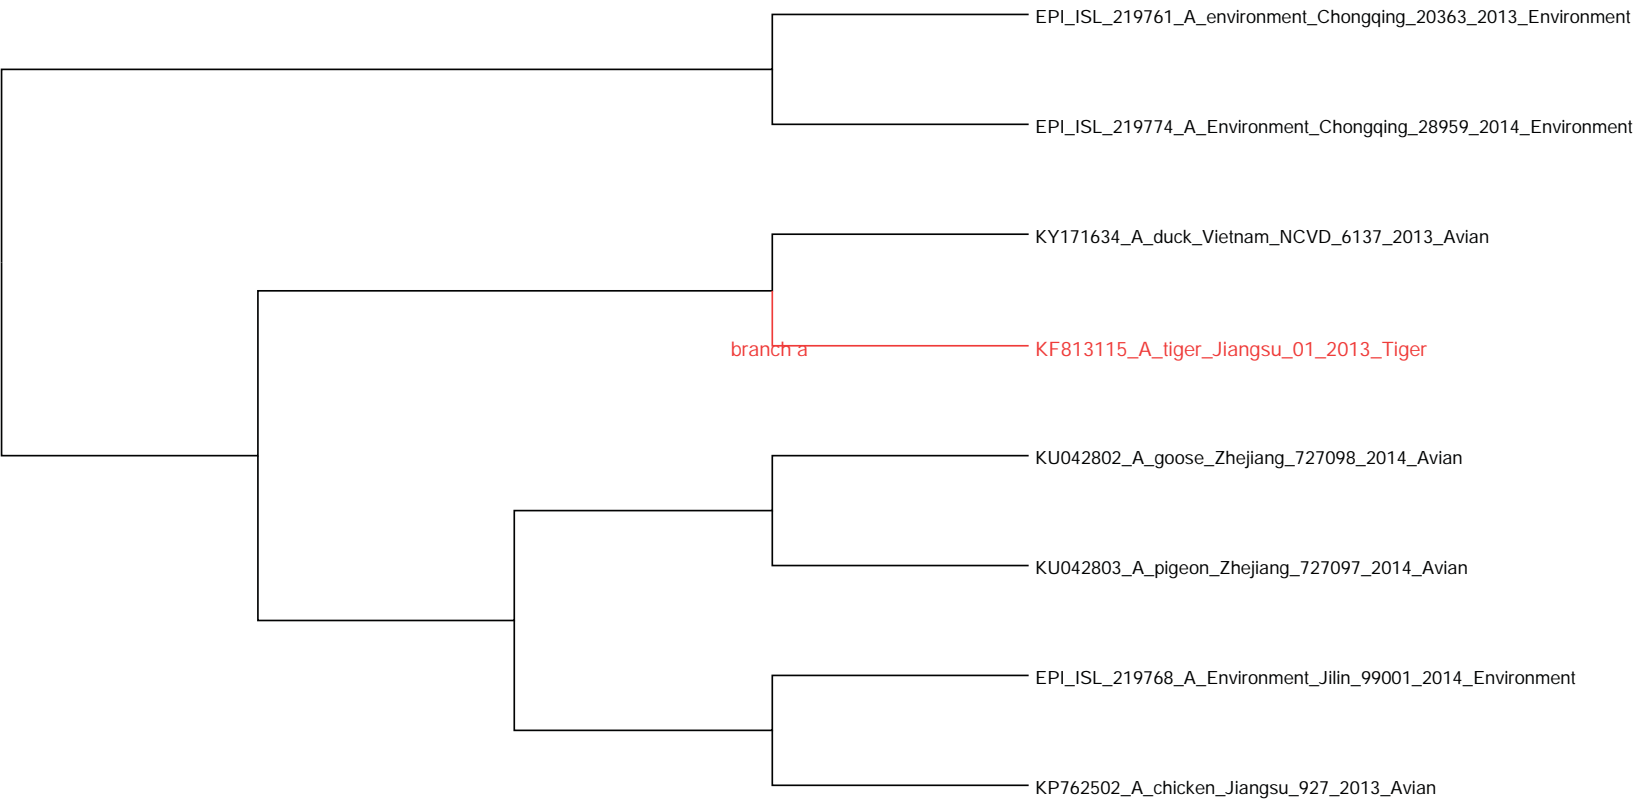 EPI_ISL_219761_A_environment_Chongqing_20363_2013_Environment
EPI_ISL_219774_A_Environment_Chongqing_28959_2014_Environment
KY171634_A_duck_Vietnam_NCVD_6137_2013_Avian
branch a
KF813115_A_tiger_Jiangsu_01_2013_Tiger
KU042802_A_goose_Zhejiang_727098_2014_Avian
KU042803_A_pigeon_Zhejiang_727097_2014_Avian
EPI_ISL_219768_A_Environment_Jilin_99001_2014_Environment
KP762502_A_chicken_Jiangsu_927_2013_Avian